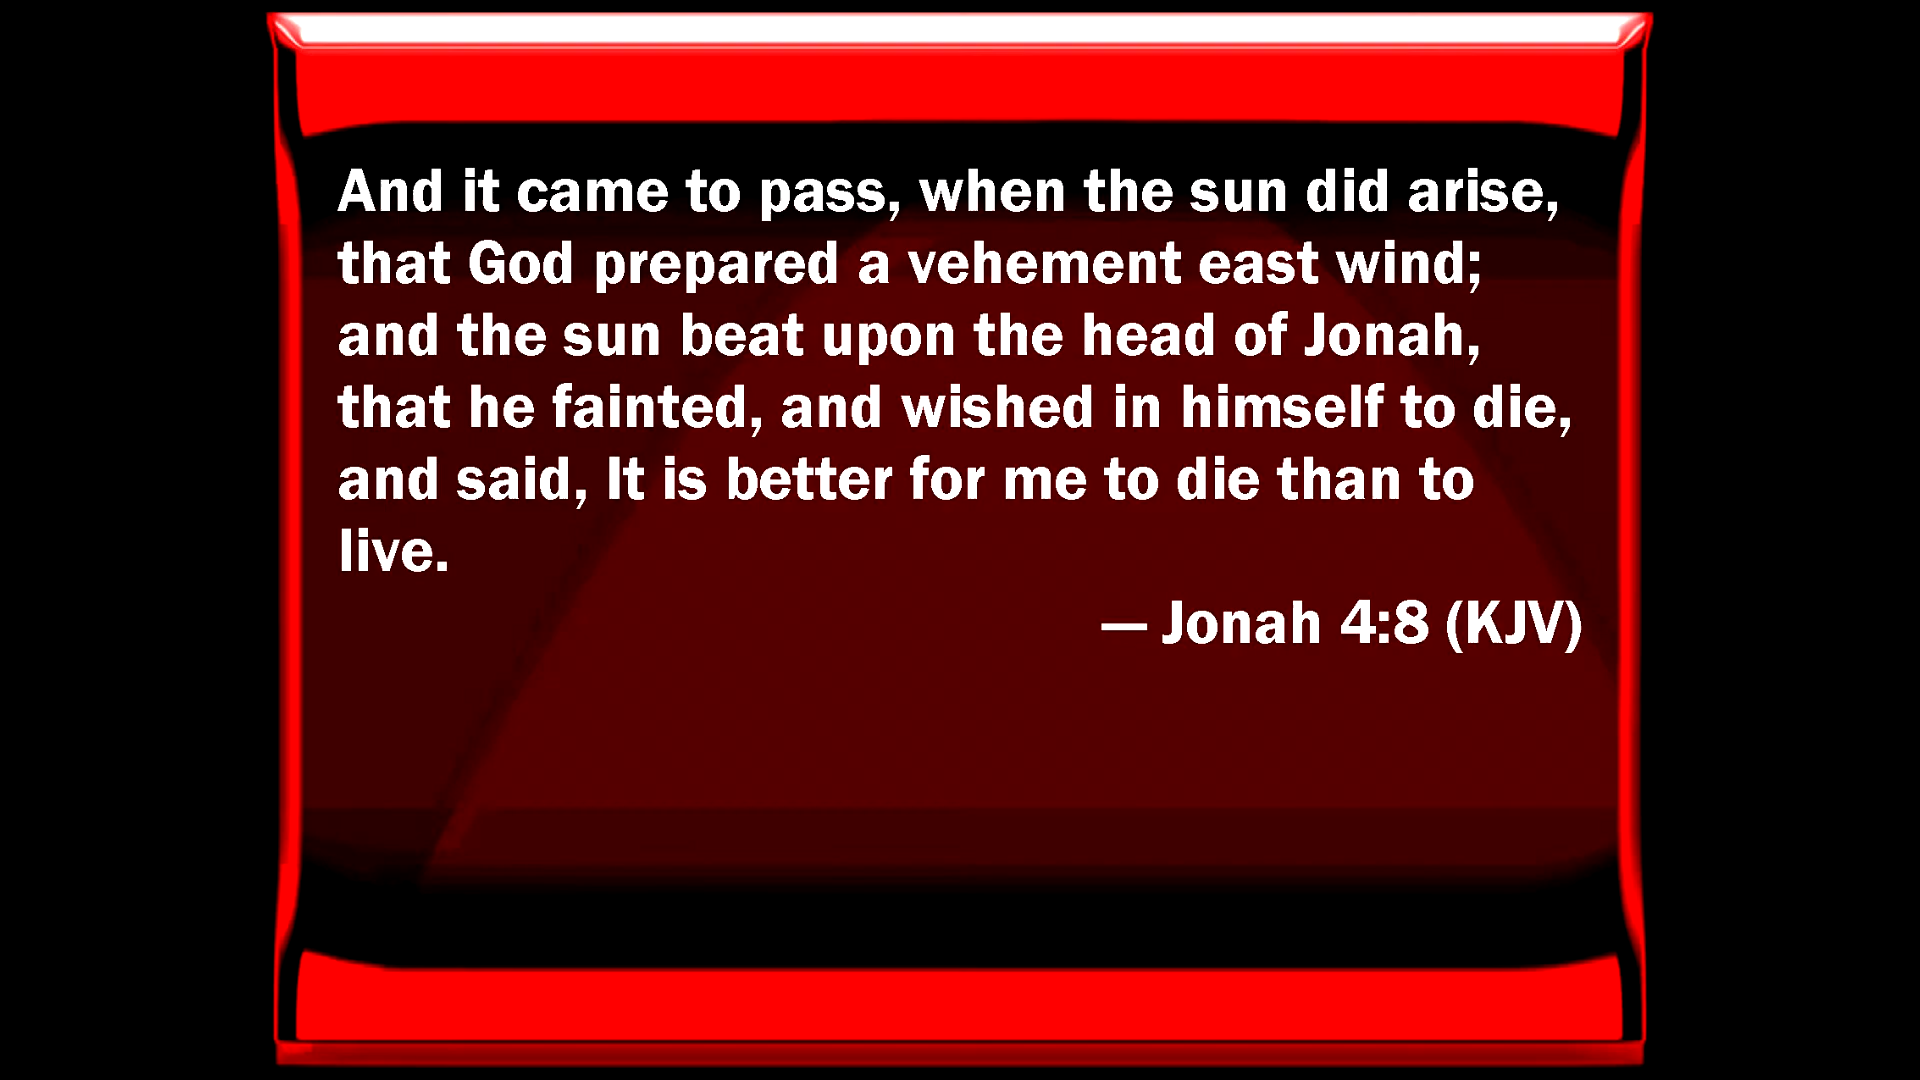 And it came to pass, when the sun did arise,
that God prepared a vehement east wind;
and the sun beat upon the head of Jonah,
that he fainted, and wished in himself to die,
and said, It is better for me to die than to
live.
— Jonah 4:8 (KJV)